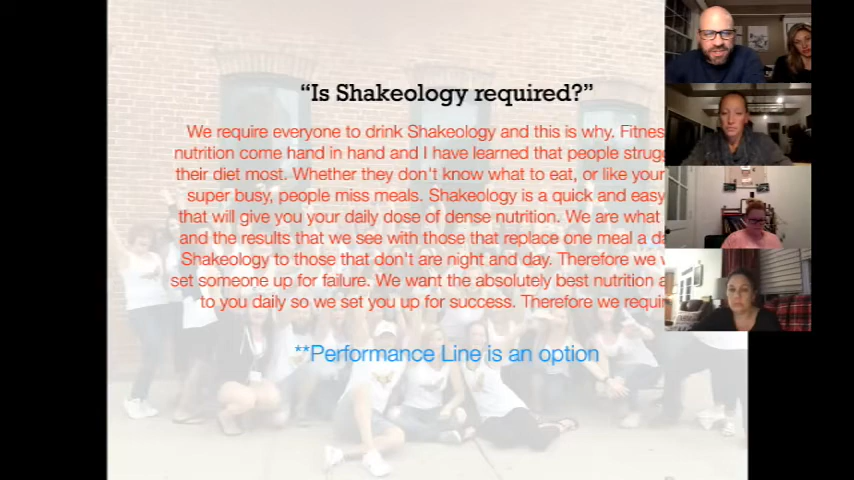 “Is Shakeology required?”
We require everyone to drink Shakeology and this is why. Fitnes
nutrition come hand in hand and I have learned that people strug
their diet most. Whether they don't know what to eat, or like your
super busy, people miss meals. Shakeology is a quick and easy
that will give you your daily dose of dense nutrition. We are what
and the results that we see with those that replace one meal a da
Shakeology to those that don't are night and day. Therefore we
set someone up for failure. We want the absolutely best nutrition a
to you daily so we set you up for success. Therefore we requir
**Performance Line is an option